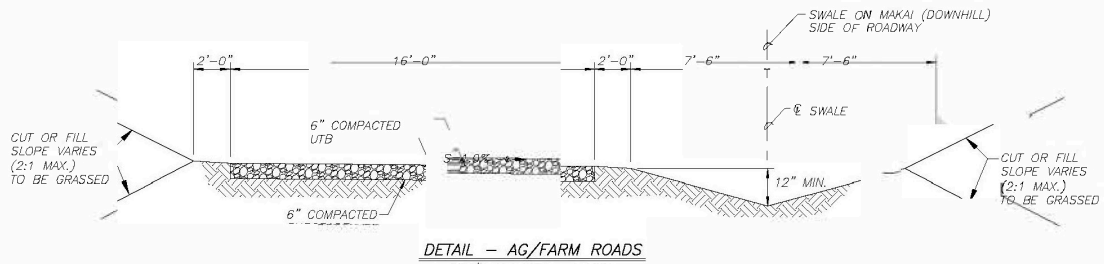 SWALE ON MAKAI (DOWNHILL)
SIDE OF ROADWAY
2'-0"
16'-0"
2'-0"
7'-6"
7'-6"
℄ SWALE
6" COMPACTED
UTB
CUT OR FILL
SLOPE VARIES
(2:1 MAX.)
TO BE GRASSED
12" MIN.
CUT OR FILL
SLOPE VARIES
(2:1 MAX.)
TO BE GRASSED
6" COMPACTED
DETAIL – AG/FARM ROADS